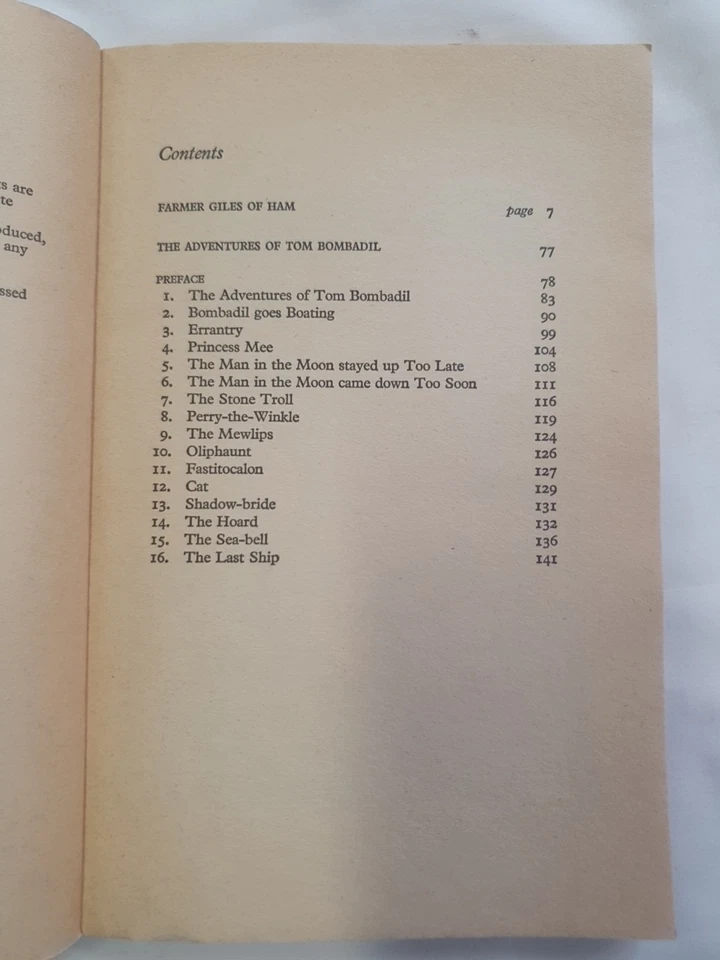 s are
te
duced,
any
ssed
Contents
FARMER GILES OF HAM page 7
THE ADVENTURES OF TOM BOMBADIL 77
PREFACE 78
1. The Adventures of Tom Bombadil 83
2. Bombadil goes Boating 90
3. Errantry 99
4. Princess Mee 104
5. The Man in the Moon stayed up Too Late 108
6. The Man in the Moon came down Too Soon 111
7. The Stone Troll 116
8. Perry-the-Winkle 119
9. The Mewlips 124
10. Oliphaunt 126
11. Fastitocalon 127
12. Cat 129
13. Shadow-bride 131
14. The Hoard 132
15. The Sea-bell 136
16. The Last Ship 141